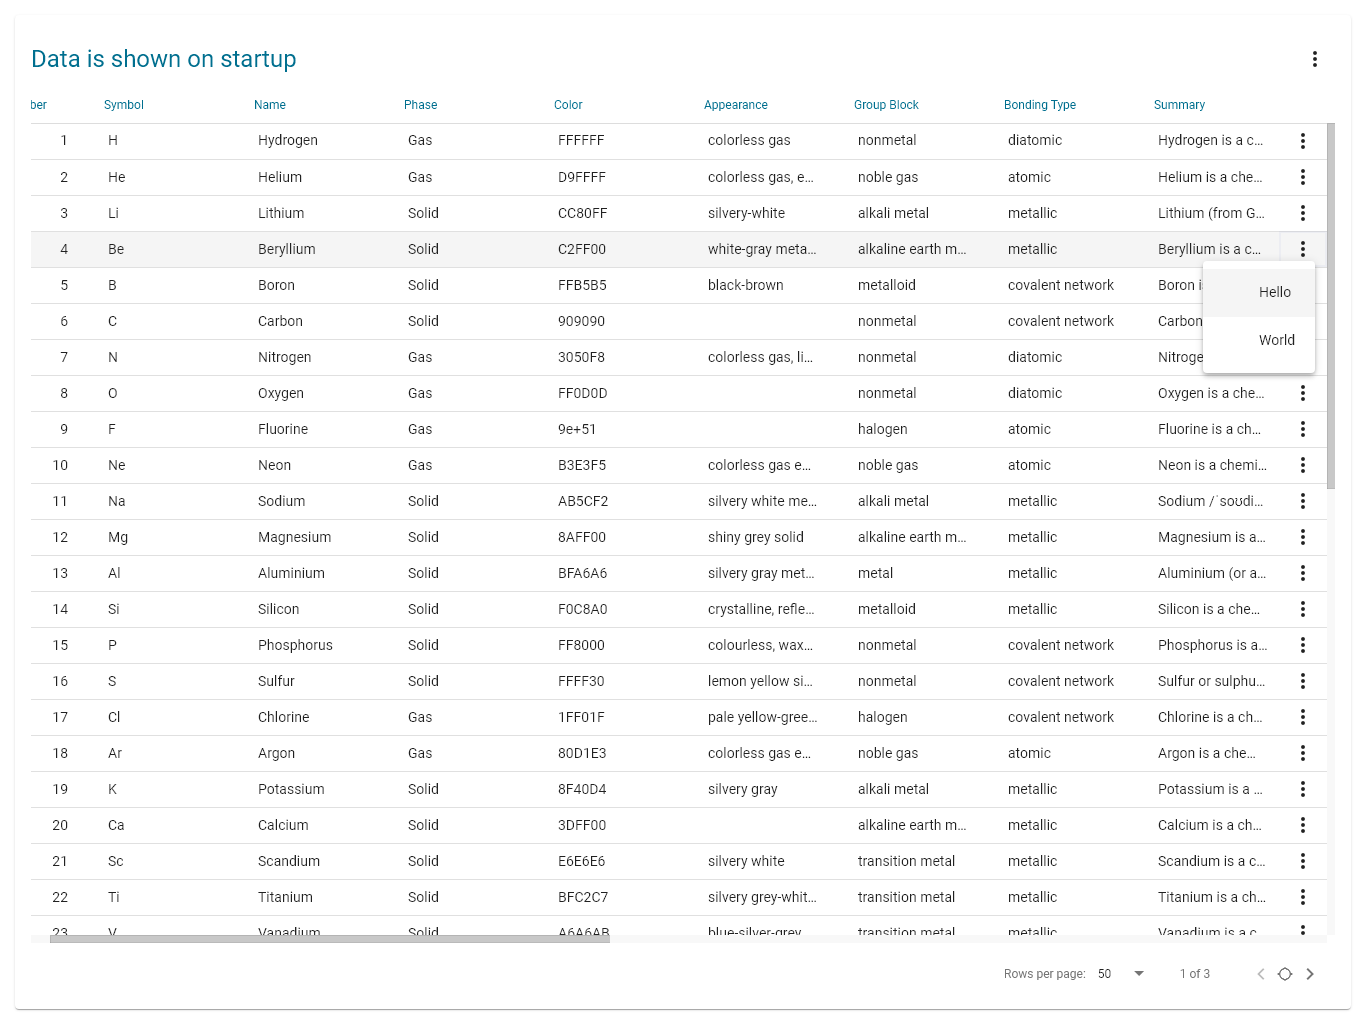 Data is shown on startup
ber Symbol Name Phase Color Appearance Group Block Bonding Type Summary
1 H Hydrogen Gas FFFFFF colorless gas nonmetal diatomic Hydrogen is a c...
2 He Helium Gas D9FFFF colorless gas, e... noble gas atomic Helium is a che...
3 Li Lithium Solid CC80FF silvery-white alkali metal metallic Lithium (from G...
4 Be Beryllium Solid C2FF00 white-gray meta... alkaline earth m... metallic Beryllium is a c...
5 B Boron Solid FFB5B5 black-brown metalloid covalent network Boron i
Hello
6 C Carbon Solid 909090 nonmetal covalent network Carbon
World
7 N Nitrogen Gas 3050F8 colorless gas, li... nonmetal diatomic Nitroge
8 O Oxygen Gas FF0D0D nonmetal diatomic Oxygen is a che...
9 F Fluorine Gas 9e+51 halogen atomic Fluorine is a ch...
10 Ne Neon Gas B3E3F5 colorless gas e... noble gas atomic Neon is a chemi...
11 Na Sodium Solid AB5CF2 silvery white me... alkali metal metallic Sodium /ˈsoʊdi...
12 Mg Magnesium Solid 8AFF00 shiny grey solid alkaline earth m... metallic Magnesium is a...
13 Al Aluminium Solid BFA6A6 silvery gray met... metal metallic Aluminium (or a...
14 Si Silicon Solid F0C8A0 crystalline, refle... metalloid metallic Silicon is a che...
15 P Phosphorus Solid FF8000 colourless, wax... nonmetal covalent network Phosphorus is a...
16 S Sulfur Solid FFFF30 lemon yellow si... nonmetal covalent network Sulfur or sulphu...
17 Cl Chlorine Gas 1FF01F pale yellow-gree... halogen covalent network Chlorine is a ch...
18 Ar Argon Gas 80D1E3 colorless gas e... noble gas atomic Argon is a che...
19 K Potassium Solid 8F40D4 silvery gray alkali metal metallic Potassium is a ...
20 Ca Calcium Solid 3DFF00 alkaline earth m... metallic Calcium is a ch...
21 Sc Scandium Solid E6E6E6 silvery white transition metal metallic Scandium is a c...
22 Ti Titanium Solid BFC2C7 silvery grey-whit... transition metal metallic Titanium is a ch...
23 V Vanadium Solid A6A6AB blue-silver-grey transition metal metallic Vanadium is a c
Rows per page: 50 1 of 3